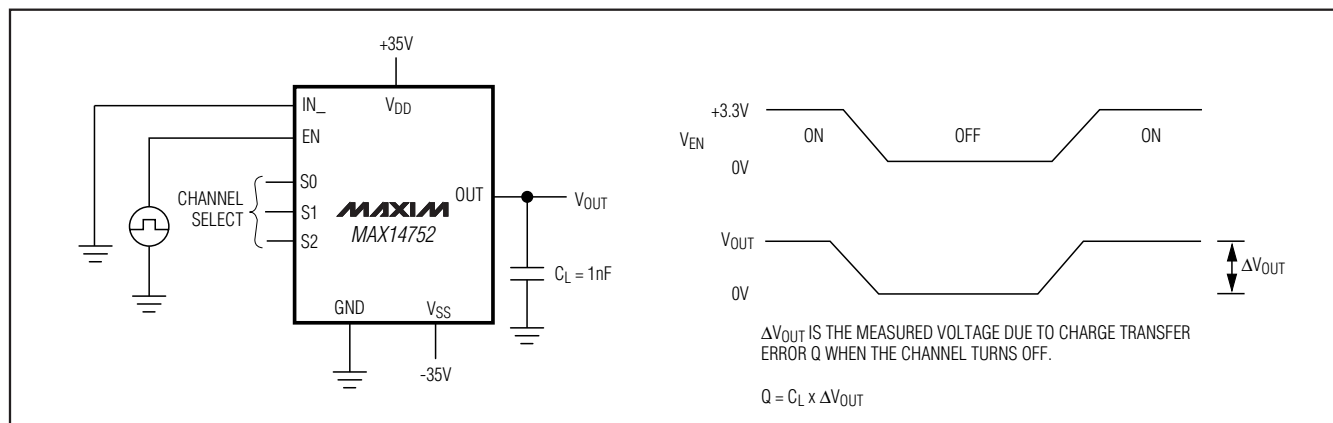 +35V
IN_
VDD
EN
S0
CHANNEL
SELECT
S1
S2
OUT
VOUT
MAXIM
MAX14752
CL = 1nF
GND
VSS
-35V
+3.3V
VEN
ON
OFF
ON
0V
VOUT
ΔVOUT
0V
ΔVOUT IS THE MEASURED VOLTAGE DUE TO CHARGE TRANSFER
ERROR Q WHEN THE CHANNEL TURNS OFF.
Q = CL x ΔVOUT